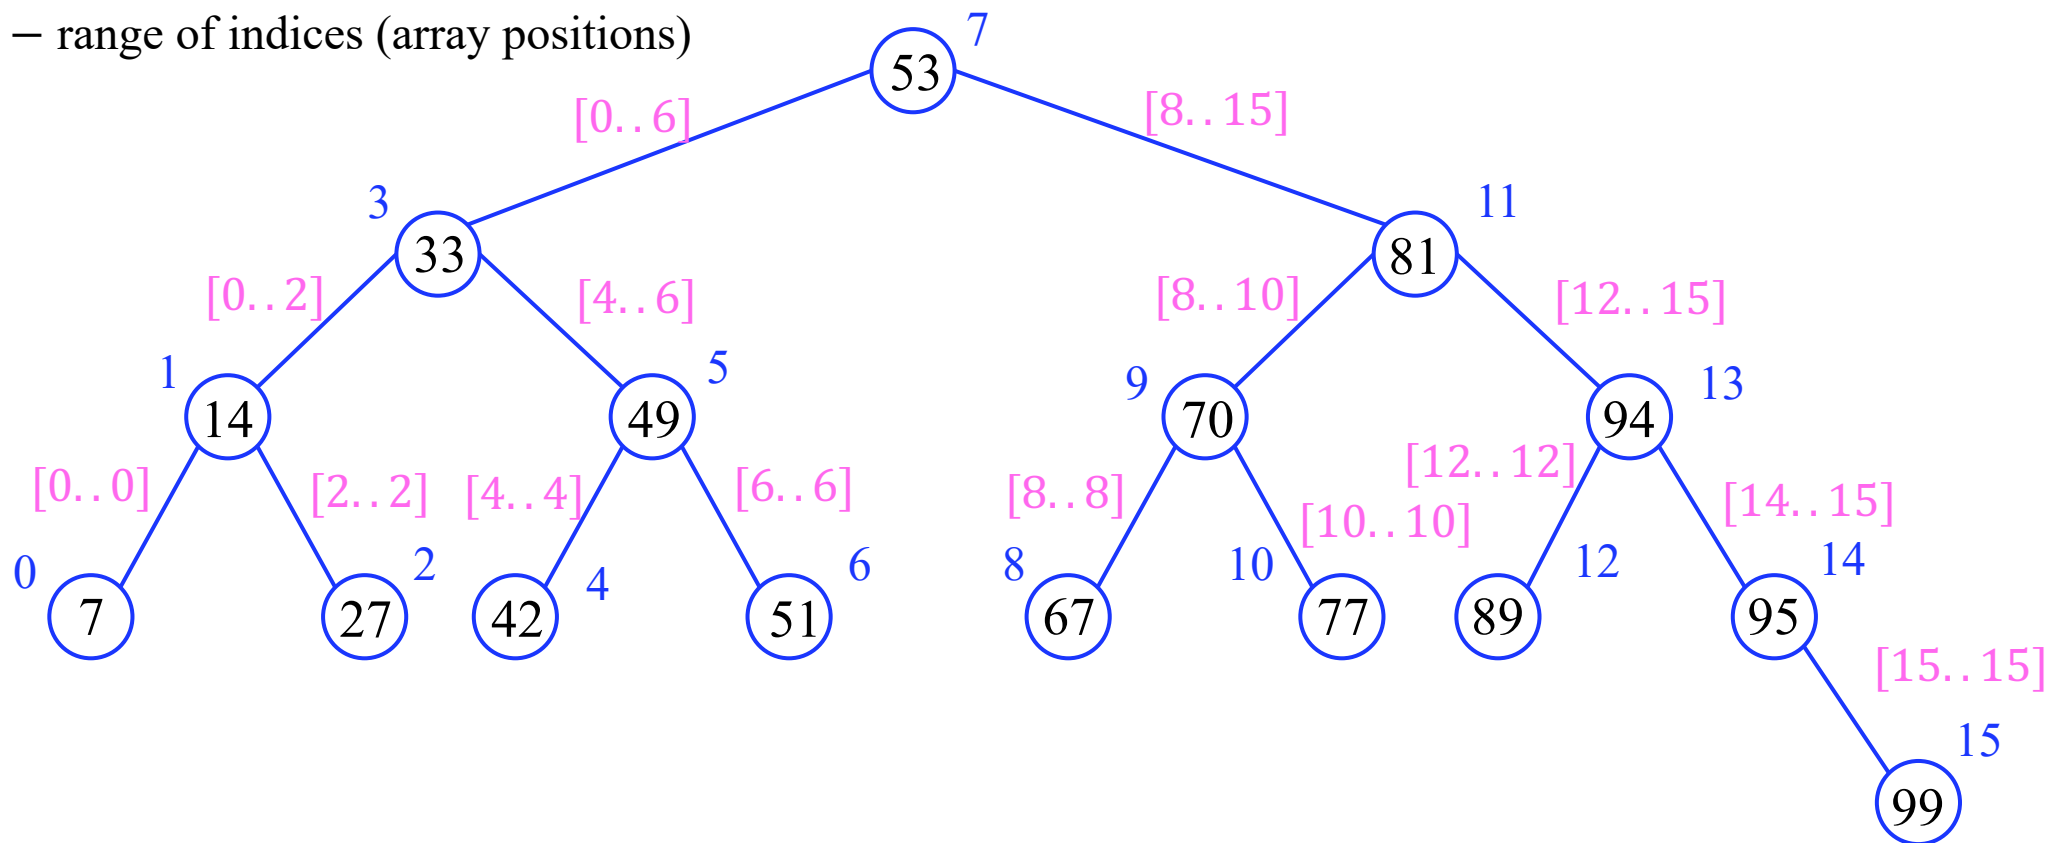 – range of indices (array positions)
53 7
[0..6] [8..15]
3 33 81 11
[0..2] [4..6] [8..10] [12..15]
1 14 49 5 9 70 94 13
[0..0] [2..2] [4..4] [6..6] [8..8] [10..10] [12..12] [14..15]
0 7 27 2 42 4 51 6 8 67 10 77 89 12 95 14
[15..15]
99 15